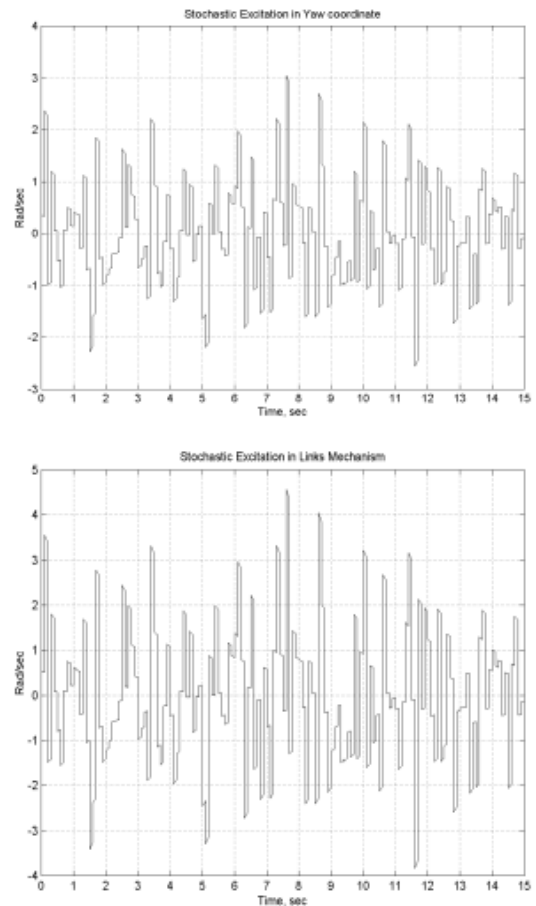 Stochastic Excitation in Yaw coordinate
4
3
2
1
0
-1
-2
-3
Rad/sec
0 1 2 3 4 5 6 7 8 9 10 11 12 13 14 15
Time, sec
Stochastic Excitation in Links Mechanism
5
4
3
2
1
0
-1
-2
-3
-4
Rad/sec
0 1 2 3 4 5 6 7 8 9 10 11 12 13 14 15
Time, sec